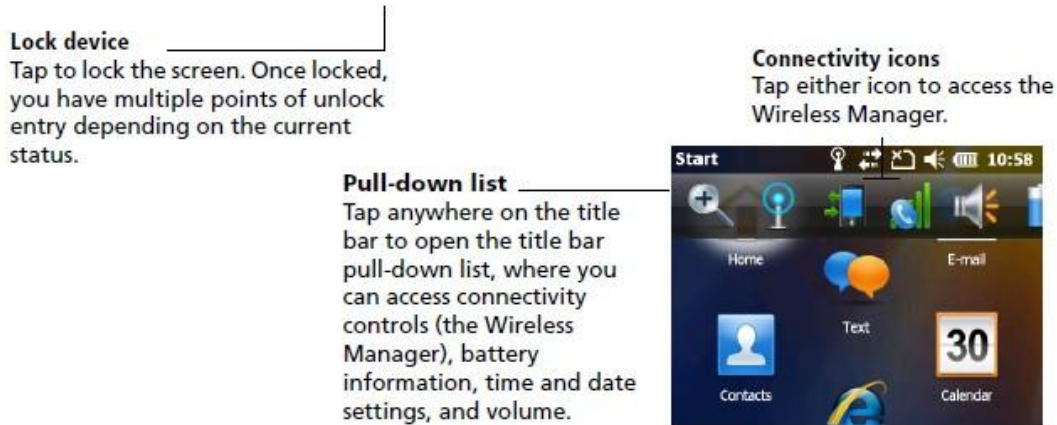 Lock device
Tap to lock the screen. Once locked,
you have multiple points of unlock
entry depending on the current
status.
Connectivity icons
Tap either icon to access the
Wireless Manager.
Pull-down list
Tap anywhere on the title
bar to open the title bar
pull-down list, where you
can access connectivity
controls (the Wireless
Manager), battery
information, time and date
settings, and volume.
Start 10:58
Home
E-mail
Text
30
Contacts
Calendar